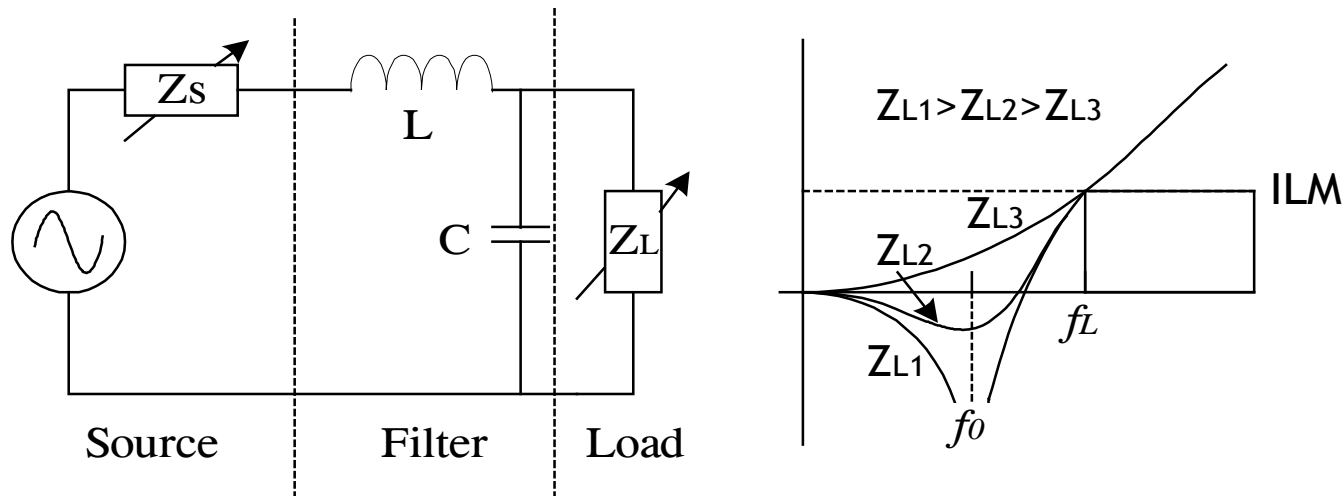 Zs
L
C
ZL
Source
Filter
Load
ZL1>ZL2>ZL3
ILM
ZL3
ZL2
ZL1
fL
f0